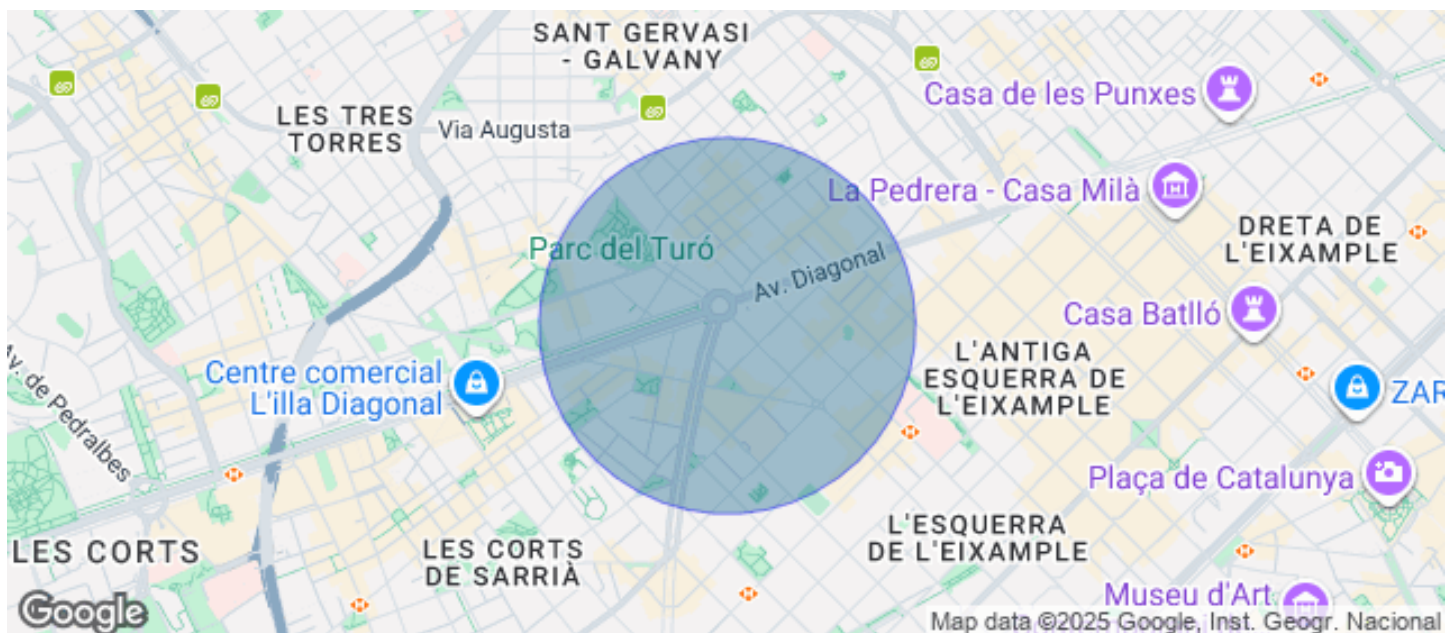 SANT GERVASI
- GALVANY
Casa de les Punxes
LES TRES
TORRES
Via Augusta
La Pedrera - Casa Milà
DRETA DE
L'EIXAMPLE
Parc del Turó
Av. Diagonal
Casa Batlló
Av. de Pedralbes
Centre comercial
L'illa Diagonal
L'ANTIGA
ESQUERRA DE
L'EIXAMPLE
ZAR
Plaça de Catalunya
LES CORTS
LES CORTS
DE SARRIÀ
L'ESQUERRA
DE L'EIXAMPLE
Museu d'Art
Google
Map data ©2025 Google, Inst. Geogr. Nacional